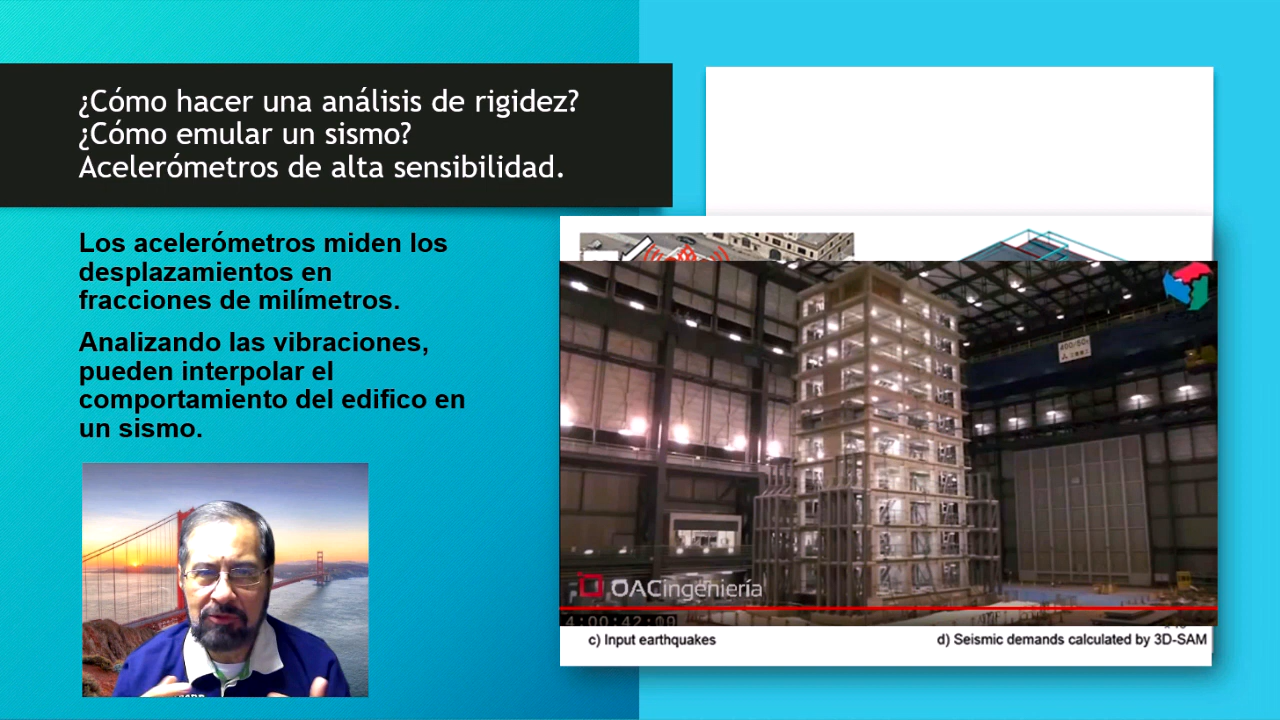 ¿Cómo hacer una análisis de rigidez?
¿Cómo emular un sismo?
Acelerómetros de alta sensibilidad.
Los acelerómetros miden los
desplazamientos en
fracciones de milímetros.
Analizando las vibraciones,
pueden interpolar el
comportamiento del edifico en
un sismo.
OACingeniería
4:00:42:00
c) Input earthquakes
d) Seismic demands calculated by 3D-SAM